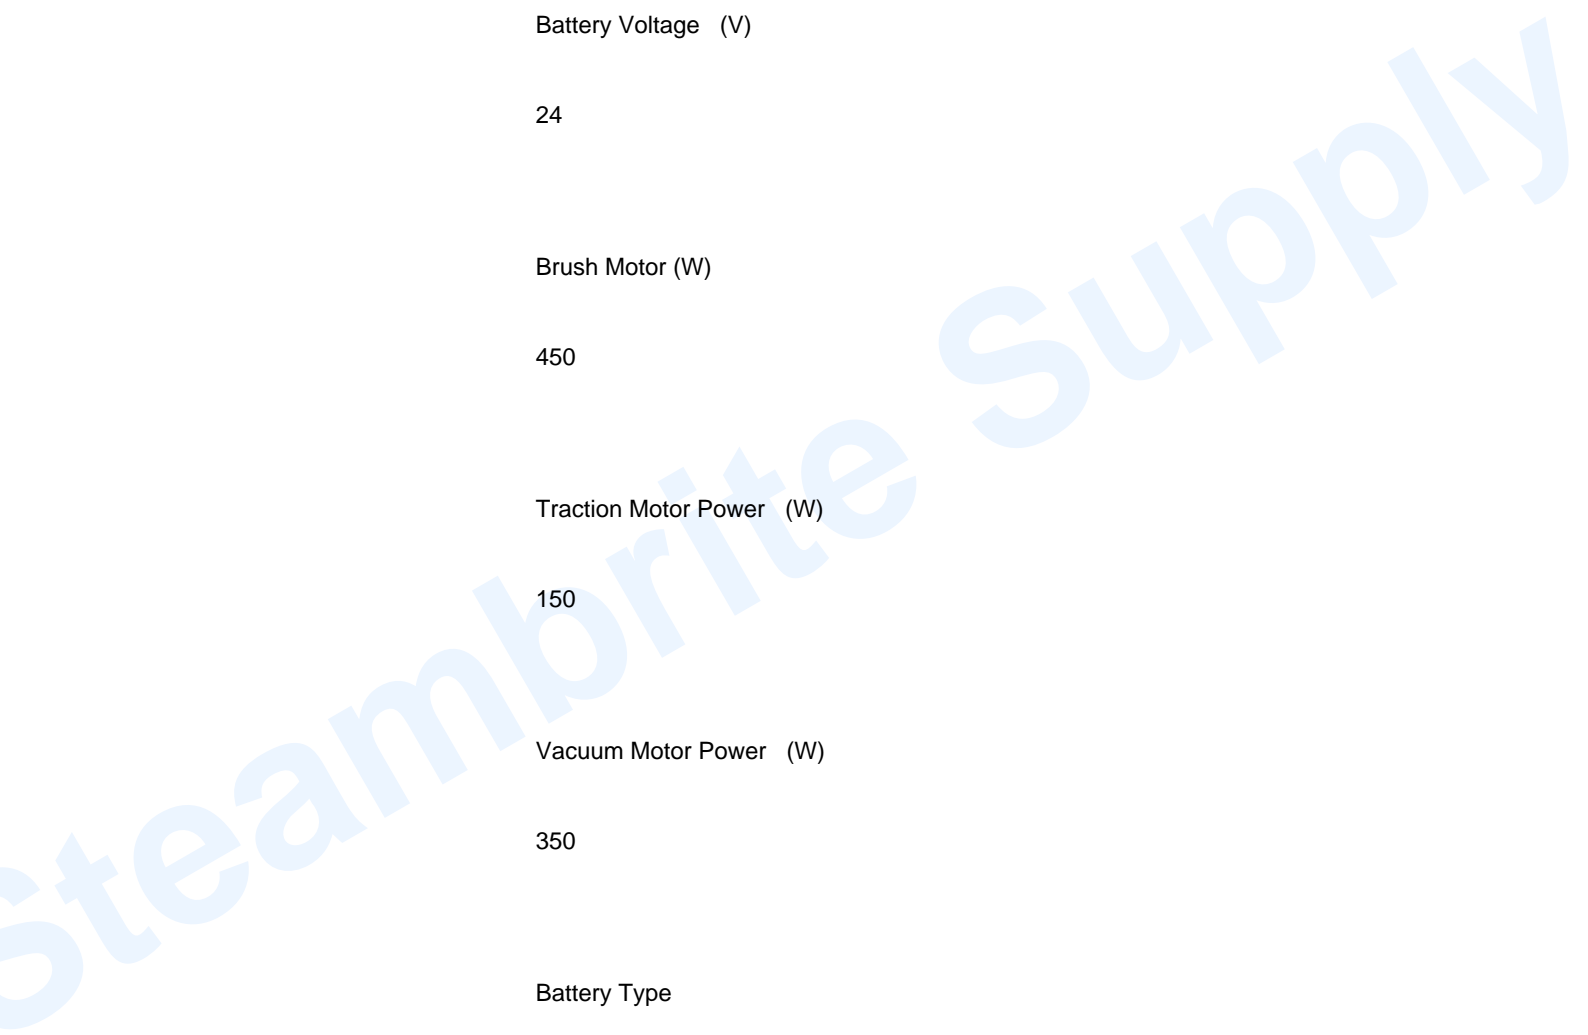 Battery Voltage (V)
24
Brush Motor (W)
450
Traction Motor Power (W)
150
Vacuum Motor Power (W)
350
Battery Type
Steambrite Supply